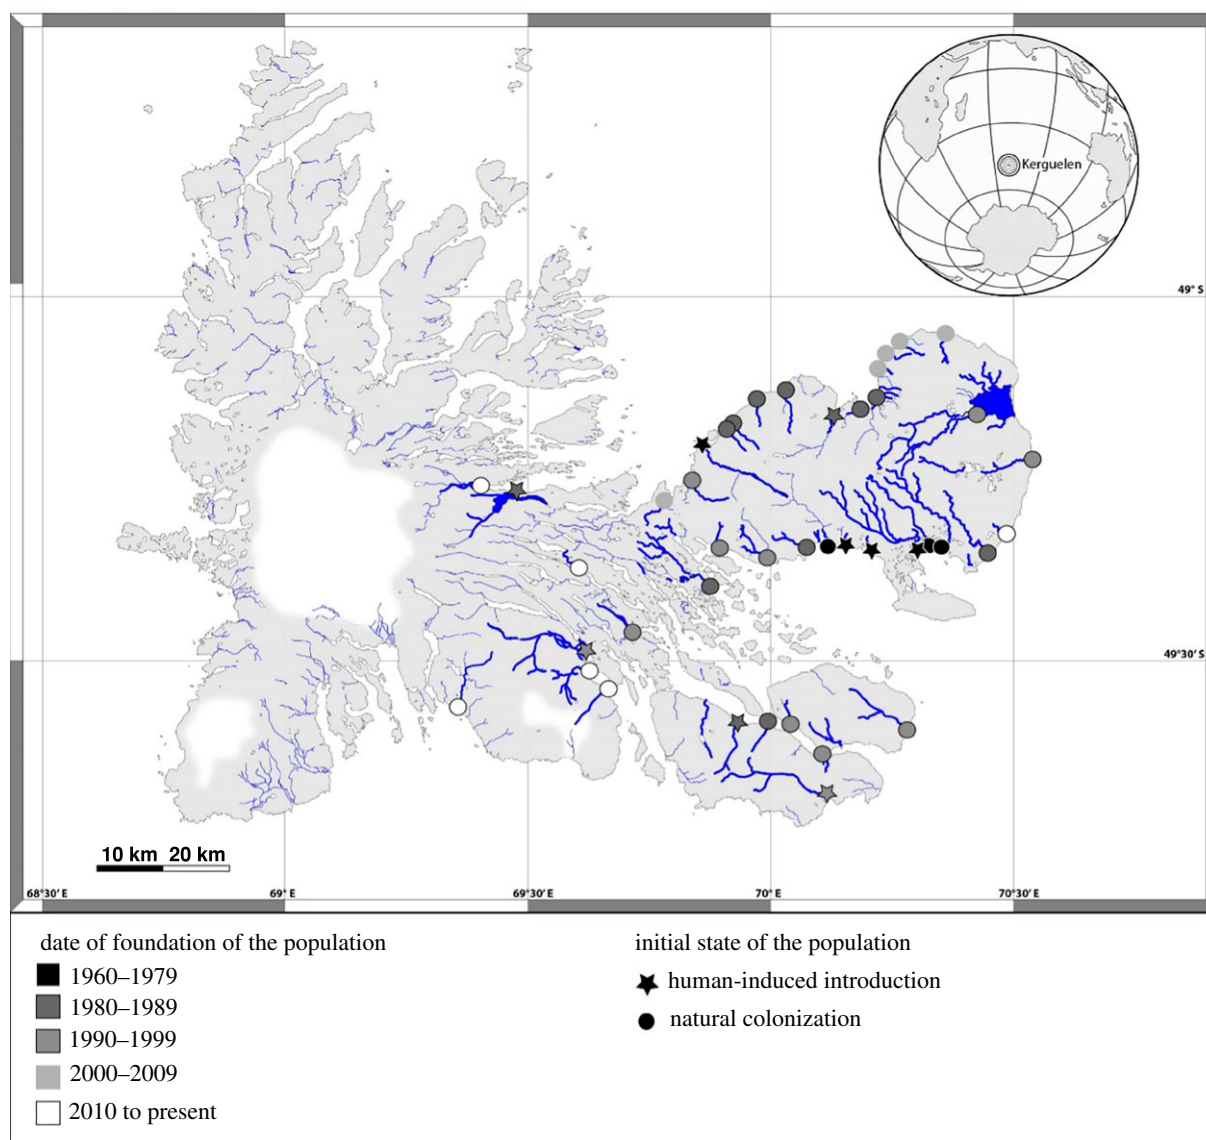 Kerguelen
49° S
49°30’ S
10 km 20 km
68°30’ E 69° E 69°30’ E 70° E 70°30’ E
date of foundation of the population
1960–1979
1980–1989
1990–1999
2000–2009
2010 to present
initial state of the population
human-induced introduction
natural colonization